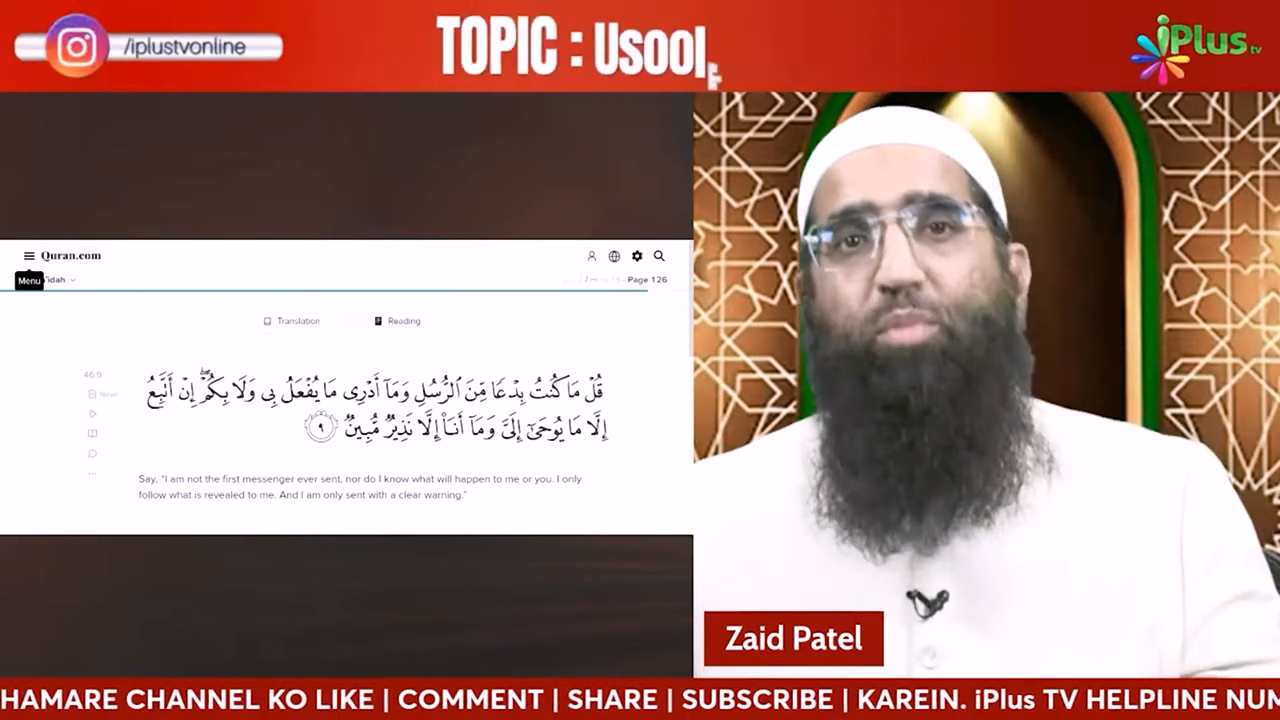 /iplustvonline
TOPIC : Usool
iPlus tv
Quran.com
Menu
'idah
- Page 126
Translation
Reading
46:9
قُلْ مَا كُنتُ بِدْعًا مِّنَ ٱلرُّسُلِ وَمَآ أَدْرِى مَا يُفْعَلُ بِى وَلَا بِكُمْ ۖ إِنْ أَتَّبِعُ
إِلَّا مَا يُوحَىٰٓ إِلَىَّ وَمَآ أَنَا۠ إِلَّا نَذِيرٌ مُّبِينٌ ٩
Say, "I am not the first messenger ever sent, nor do I know what will happen to me or you. I only
follow what is revealed to me. And I am only sent with a clear warning."
Zaid Patel
HAMARE CHANNEL KO LIKE | COMMENT | SHARE | SUBSCRIBE | KAREIN. iPlus TV HELPLINE NUM